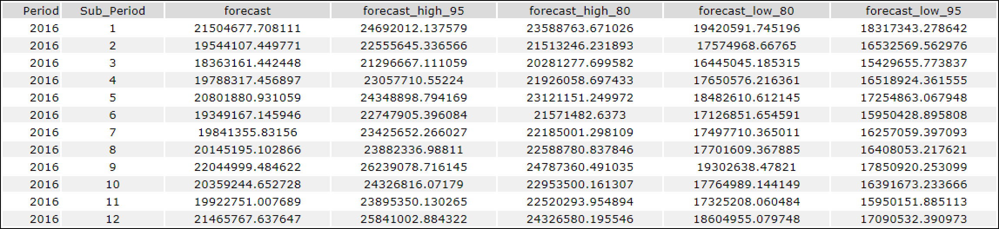 Period Sub_Period forecast forecast_high_95 forecast_high_80 forecast_low_80 forecast_low_95
2016 1 21504677.708111 24692012.137579 23588763.671026 19420591.745196 18317343.278642
2016 2 19544107.449771 22555645.336566 21513246.231893 17574968.66765 16532569.562976
2016 3 18363161.442448 21296667.111059 20281277.699582 16445045.185315 15429655.773837
2016 4 19788317.456897 23057710.55224 21926058.697433 17650576.216361 16518924.361555
2016 5 20801880.931059 24348898.794169 23121151.249972 18482610.612145 17254863.067948
2016 6 19349167.145946 22747905.396084 21571482.6373 17126851.654591 15950428.895808
2016 7 19841355.83156 23425652.266027 22185001.298109 17497710.365011 16257059.397093
2016 8 20145195.102866 23882336.98811 22588780.837846 17701609.367885 16408053.217621
2016 9 22044999.484622 26239078.716145 24787360.491035 19302638.47821 17850920.253099
2016 10 20359244.652728 24326816.07179 22953500.161307 17764989.144149 16391673.233666
2016 11 19922751.007689 23895350.130265 22520293.954894 17325208.060484 15950151.885113
2016 12 21465767.637647 25841002.884322 24326580.195546 18604955.079748 17090532.390973